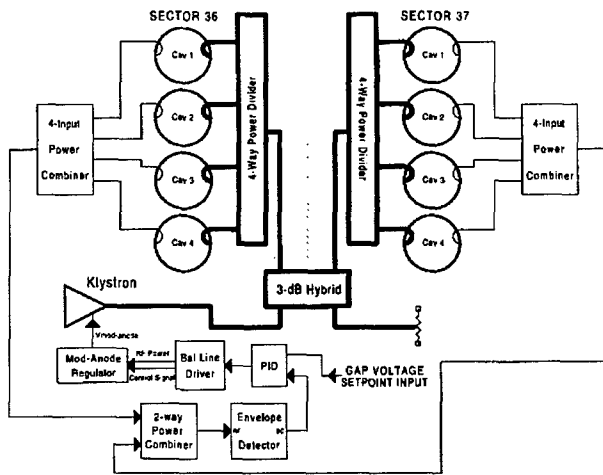 SECTOR 36
SECTOR 37
Cav 1
Cav 2
Cav 3
Cav 4
4-Way Power Divider
4-Way Power Divider
Cav 1
Cav 2
Cav 3
Cav 4
4-Input
Power
Combiner
4-Input
Power
Combiner
3-dB Hybrid
Klystron
Vmod-anode
Mod-Anode
Regulator
RF Power
Control Signal
Bal Line
Driver
PID
GAP VOLTAGE
SETPOINT INPUT
2-way
Power
Combiner
Envelope
RF DC
Detector